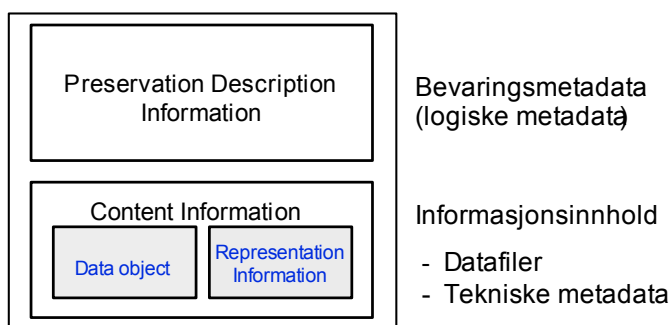 Preservation Description
Information
Bevaringsmetadata
(logiske metadata)
Content Information
Data object
Representation
Information
Informasjonsinnhold
- Datafiler
- Tekniske metadata